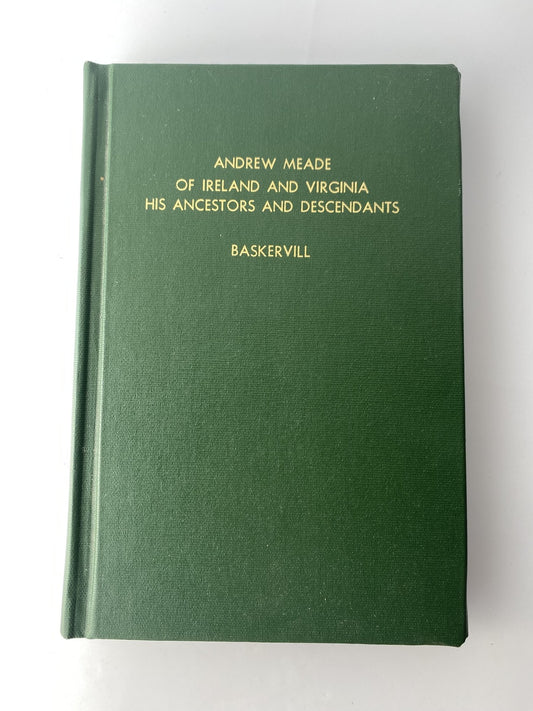 ANDREW MEADE
OF IRELAND AND VIRGINIA
HIS ANCESTORS AND DESCENDANTS
BASKERVILL